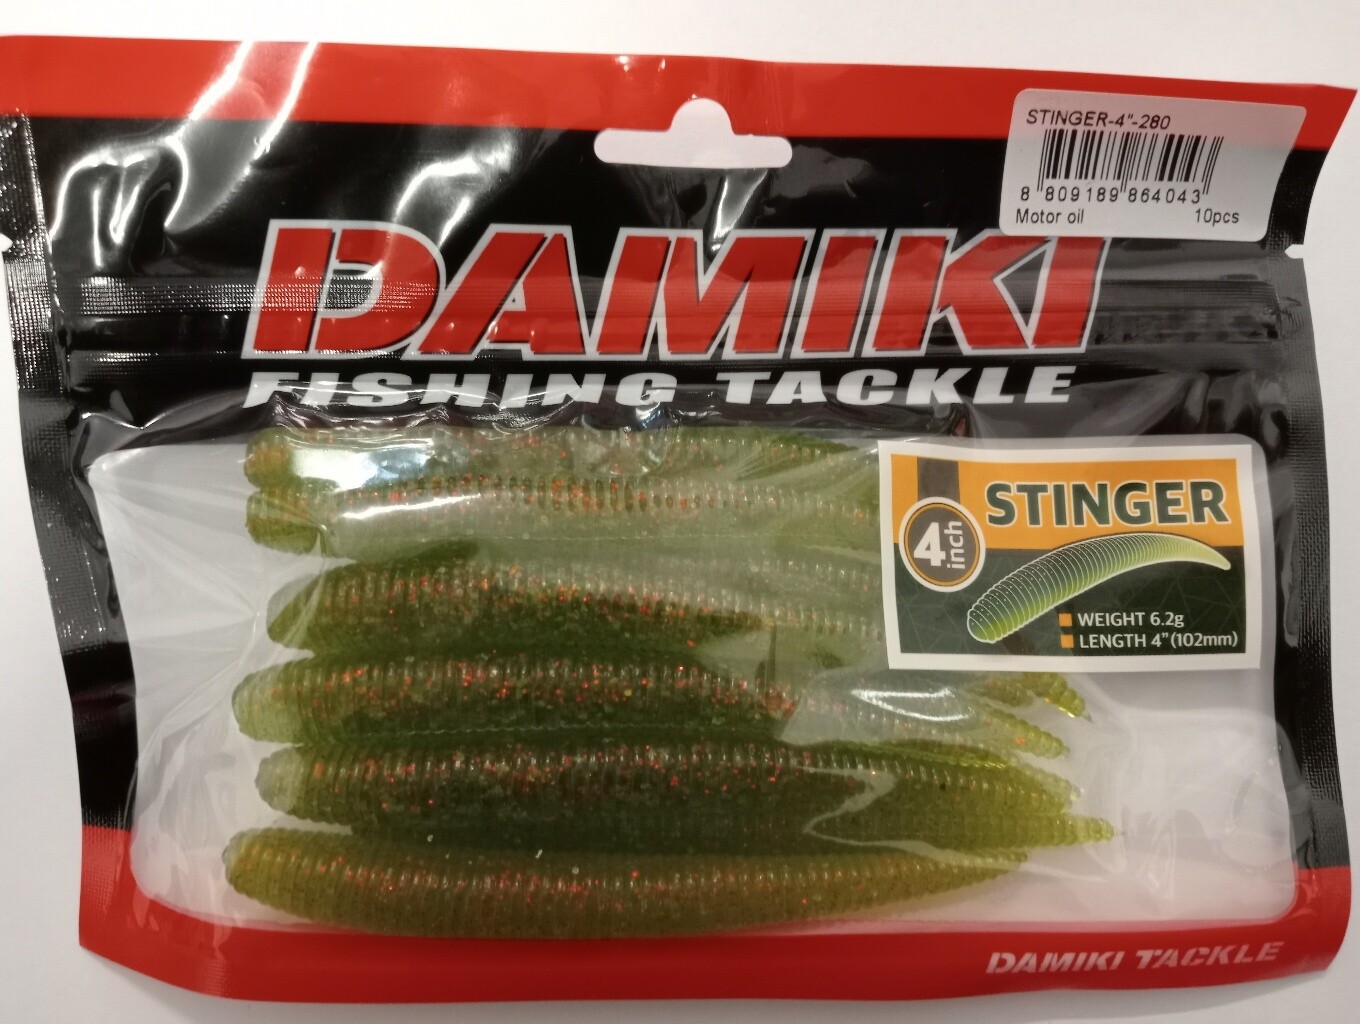 STINGER-4"-280
8 809189 864043
Motor oil 10pcs
DAMIKI
FISHING TACKLE
4 inch
STINGER
WEIGHT 6.2g
LENGTH 4" (102mm)
DAMIKI TACKLE